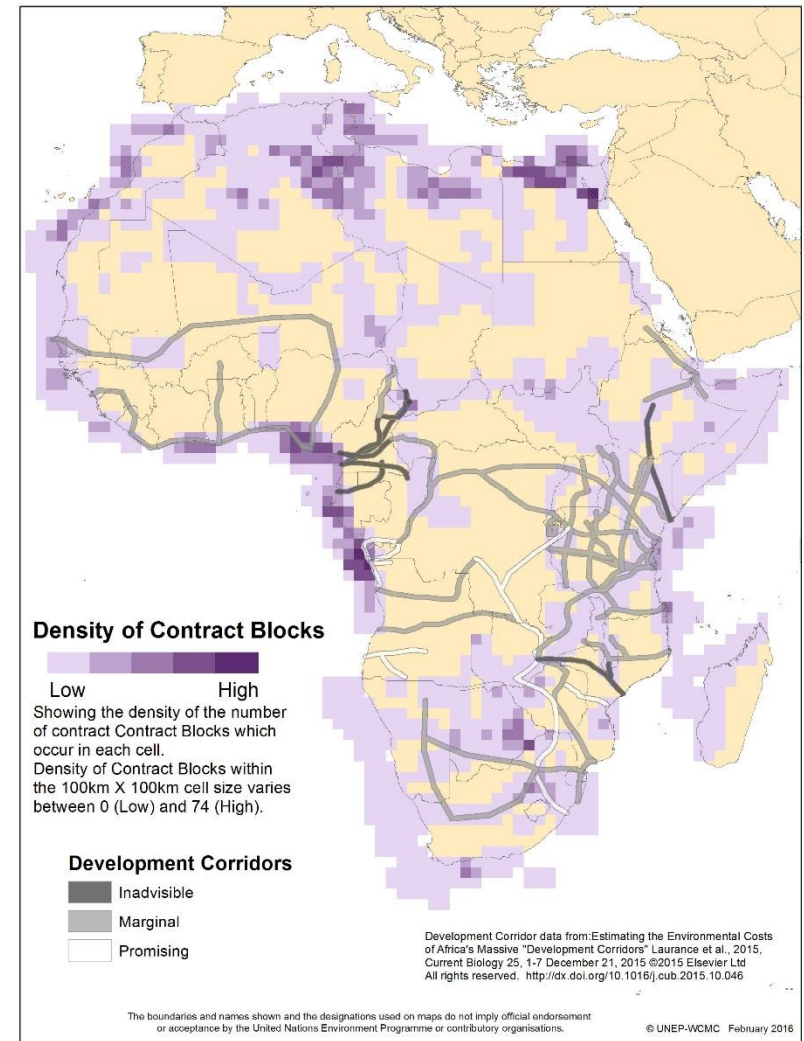 Density of Contract Blocks
Low High
Showing the density of the number
of contract Contract Blocks which
occur in each cell.
Density of Contract Blocks within
the 100km X 100km cell size varies
between 0 (Low) and 74 (High).
Development Corridors
Inadvisible
Marginal
Promising
Development Corridor data from:Estimating the Environmental Costs
of Africa's Massive "Development Corridors" Laurance et al., 2015,
Current Biology 25, 1-7 December 21, 2015 ©2015 Elsevier Ltd
All rights reserved. http://dx.doi.org/10.1016/j.cub.2015.10.046
The boundaries and names shown and the designations used on maps do not imply official endorsement
or acceptance by the United Nations Environment Programme or contributory organisations.
© UNEP-WCMC February 2016